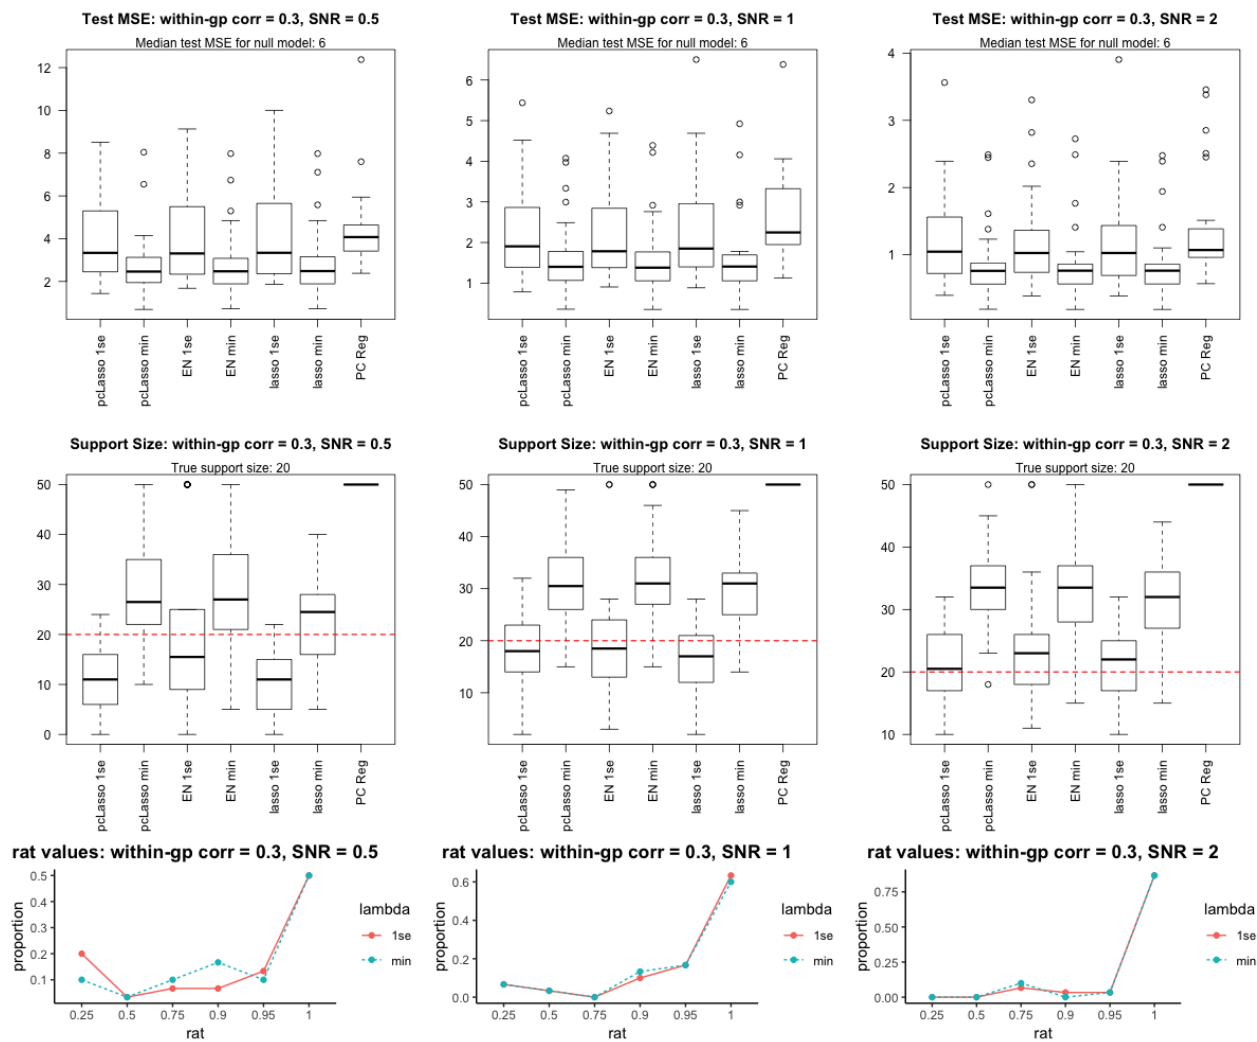 Test MSE: within-gp corr = 0.3, SNR = 0.5
Median test MSE for null model: 6
12
10
8
6
4
2
pcLasso 1se
pcLasso min
EN 1se
EN min
lasso 1se
lasso min
PC Reg
Test MSE: within-gp corr = 0.3, SNR = 1
Median test MSE for null model: 6
6
5
4
3
2
1
pcLasso 1se
pcLasso min
EN 1se
EN min
lasso 1se
lasso min
PC Reg
Test MSE: within-gp corr = 0.3, SNR = 2
Median test MSE for null model: 6
4
3
2
1
pcLasso 1se
pcLasso min
EN 1se
EN min
lasso 1se
lasso min
PC Reg
Support Size: within-gp corr = 0.3, SNR = 0.5
True support size: 20
50
40
30
20
10
0
pcLasso 1se
pcLasso min
EN 1se
EN min
lasso 1se
lasso min
PC Reg
Support Size: within-gp corr = 0.3, SNR = 1
True support size: 20
50
40
30
20
10
pcLasso 1se
pcLasso min
EN 1se
EN min
lasso 1se
lasso min
PC Reg
Support Size: within-gp corr = 0.3, SNR = 2
True support size: 20
50
40
30
20
10
pcLasso 1se
pcLasso min
EN 1se
EN min
lasso 1se
lasso min
PC Reg
rat values: within-gp corr = 0.3, SNR = 0.5
proportion
0.5
0.4
0.3
0.2
0.1
0.25 0.5 0.75 0.9 0.95 1
rat
lambda
1se
min
rat values: within-gp corr = 0.3, SNR = 1
proportion
0.6
0.4
0.2
0.0
0.25 0.5 0.75 0.9 0.95 1
rat
lambda
1se
min
rat values: within-gp corr = 0.3, SNR = 2
proportion
0.75
0.50
0.25
0.00
0.25 0.5 0.75 0.9 0.95 1
rat
lambda
1se
min